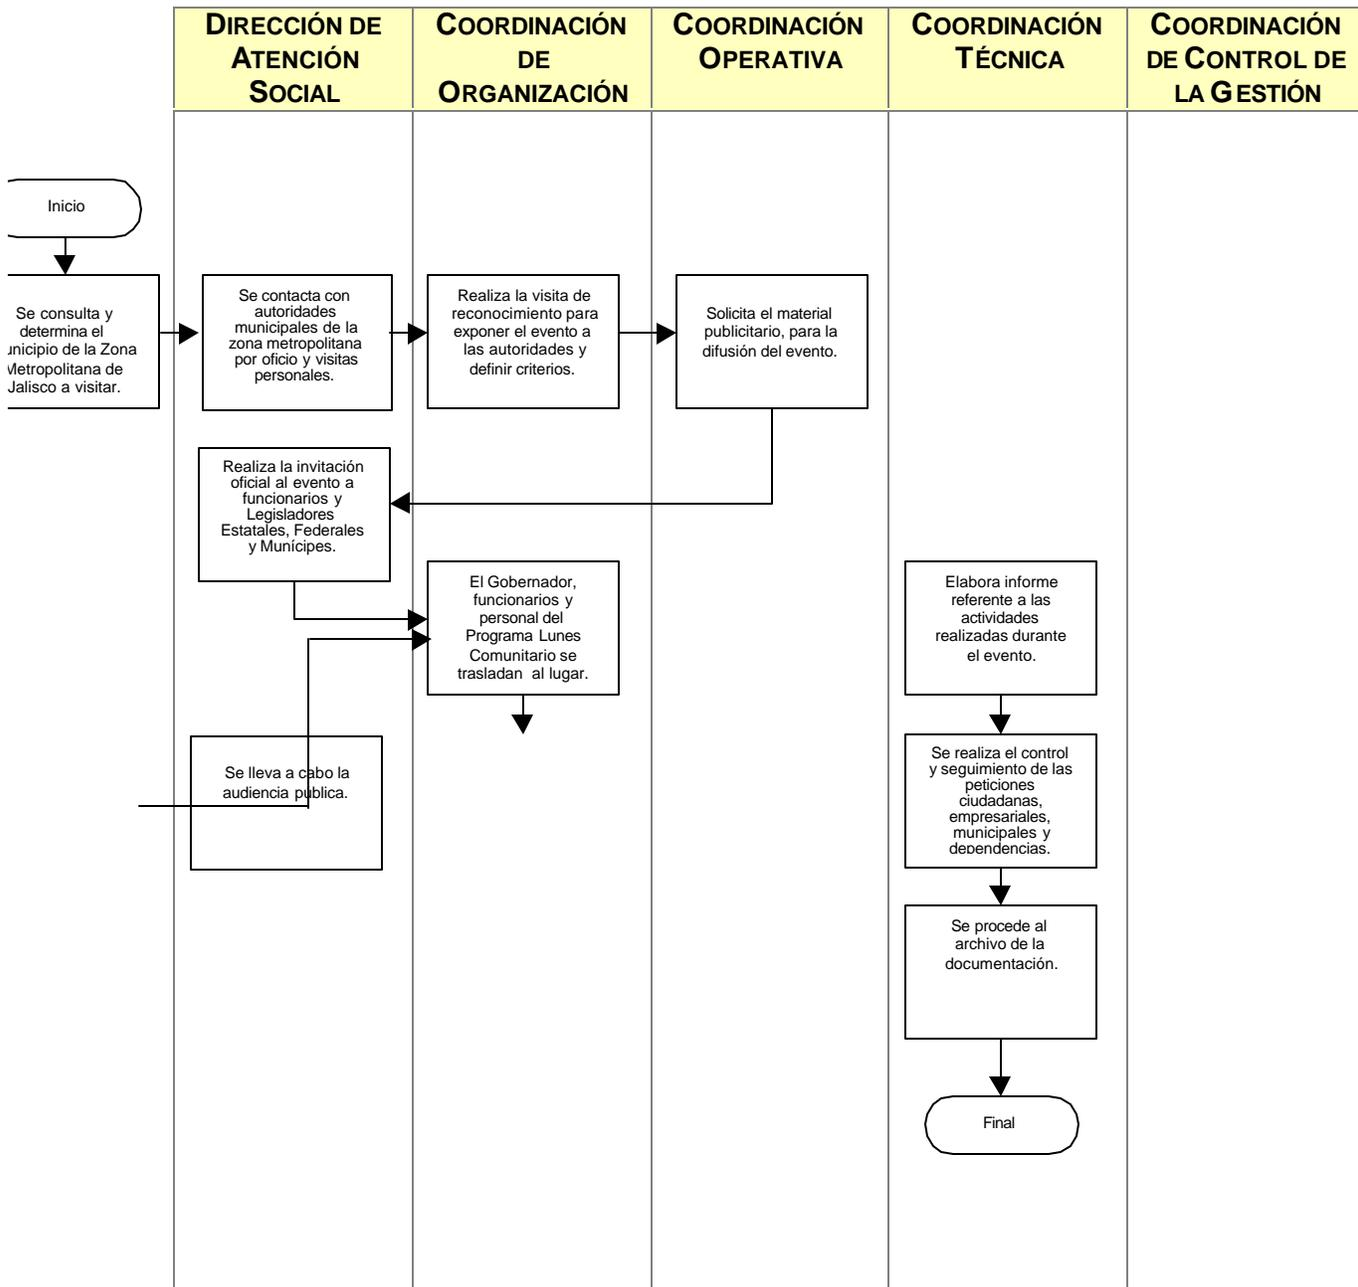 DIRECCIÓN DE
ATENCIÓN
SOCIAL
COORDINACIÓN
DE
ORGANIZACIÓN
COORDINACIÓN
OPERATIVA
COORDINACIÓN
TÉCNICA
COORDINACIÓN
DE CONTROL DE
LA GESTIÓN
Inicio
Se consulta y
determina el
unicipio de la Zona
Metropolitana de
Jalisco a visitar.
Se contacta con
autoridades
municipales de la
zona metropolitana
por oficio y visitas
personales.
Realiza la visita de
reconocimiento para
exponer el evento a
las autoridades y
definir criterios.
Solicita el material
publicitario, para la
difusión del evento.
Realiza la invitación
oficial al evento a
funcionarios y
Legisladores
Estatales, Federales
y Munícipes.
El Gobernador,
funcionarios y
personal del
Programa Lunes
Comunitario se
trasladan al lugar.
Elabora informe
referente a las
actividades
realizadas durante
el evento.
Se lleva a cabo la
audiencia pública.
Se realiza el control
y seguimiento de las
peticiones
ciudadanas,
empresariales,
municipales y
dependencias.
Se procede al
archivo de la
documentación.
Final